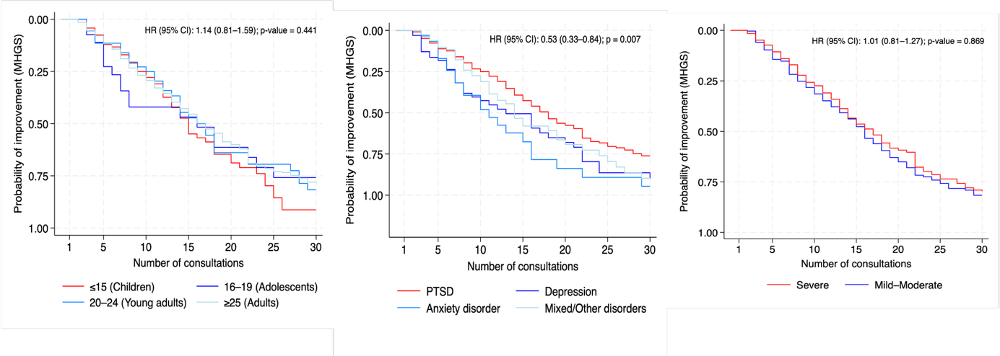 0.00
0.25
0.50
0.75
1.00
Probability of improvement (MHGS)
HR (95% CI): 1.14 (0.81–1.59); p-value = 0.441
1 5 10 15 20 25 30
Number of consultations
≤15 (Children) 16–19 (Adolescents)
20–24 (Young adults) ≥25 (Adults)
0.00
0.25
0.50
0.75
1.00
Probability of improvement (MHGS)
HR (95% CI): 0.53 (0.33–0.84); p = 0.007
1 5 10 15 20 25 30
Number of consultations
PTSD Depression
Anxiety disorder Mixed/Other disorders
0.00
0.25
0.50
0.75
1.00
Probability of improvement (MHGS)
HR (95% CI): 1.01 (0.81–1.27); p-value = 0.869
1 5 10 15 20 25 30
Number of consultations
Severe Mild–Moderate